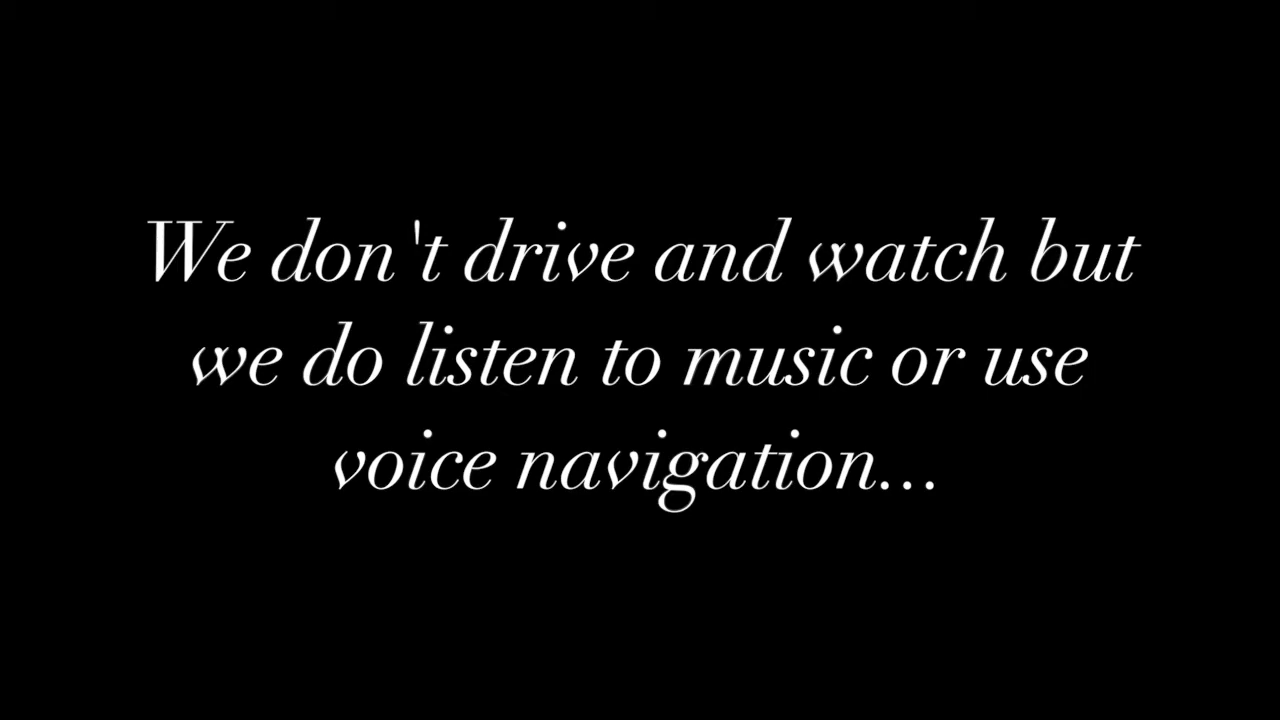 We don't drive and watch but
we do listen to music or use
voice navigation...